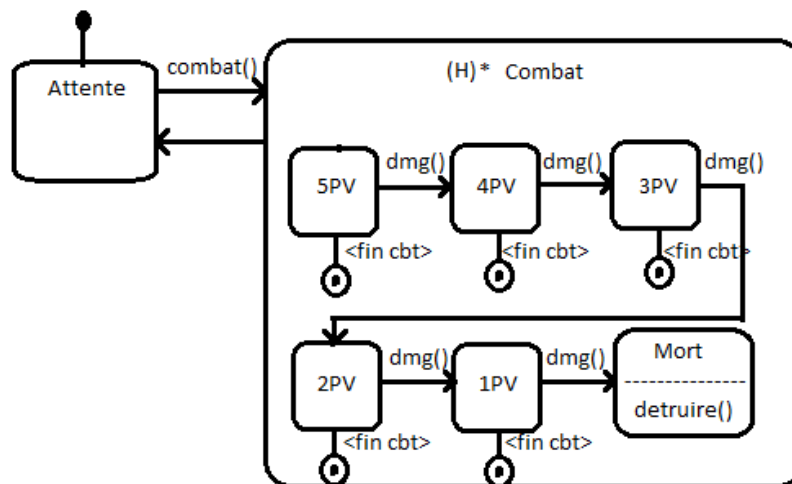 Attente
combat()
(H)* Combat
5PV
dmg()
4PV
dmg()
3PV
dmg()
<fin cbt>
<fin cbt>
<fin cbt>
2PV
dmg()
1PV
dmg()
Mort
----------------
detruire()
<fin cbt>
<fin cbt>